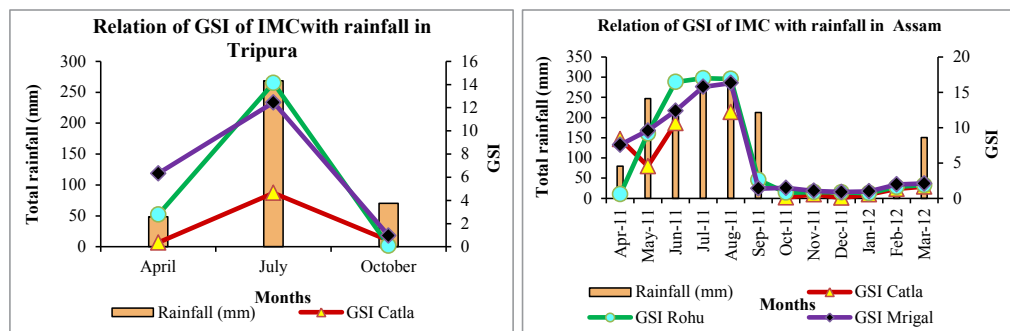 Relation of GSI of IMCwith rainfall in
Tripura
300
250
200
150
100
50
0
16
14
12
10
8
6
4
2
0
Total rainfall (mm)
GSI
April July October
Months
Rainfall (mm) GSI Catla
Relation of GSI of IMC with rainfall in Assam
350
300
250
200
150
100
50
0
20
15
10
5
0
Total rainfall (mm)
GSI
Apr-11
May-11
Jun-11
Jul-11
Aug-11
Sep-11
Oct-11
Nov-11
Dec-11
Jan-12
Feb-12
Mar-12
Months
Rainfall (mm) GSI Catla
GSI Rohu GSI Mrigal